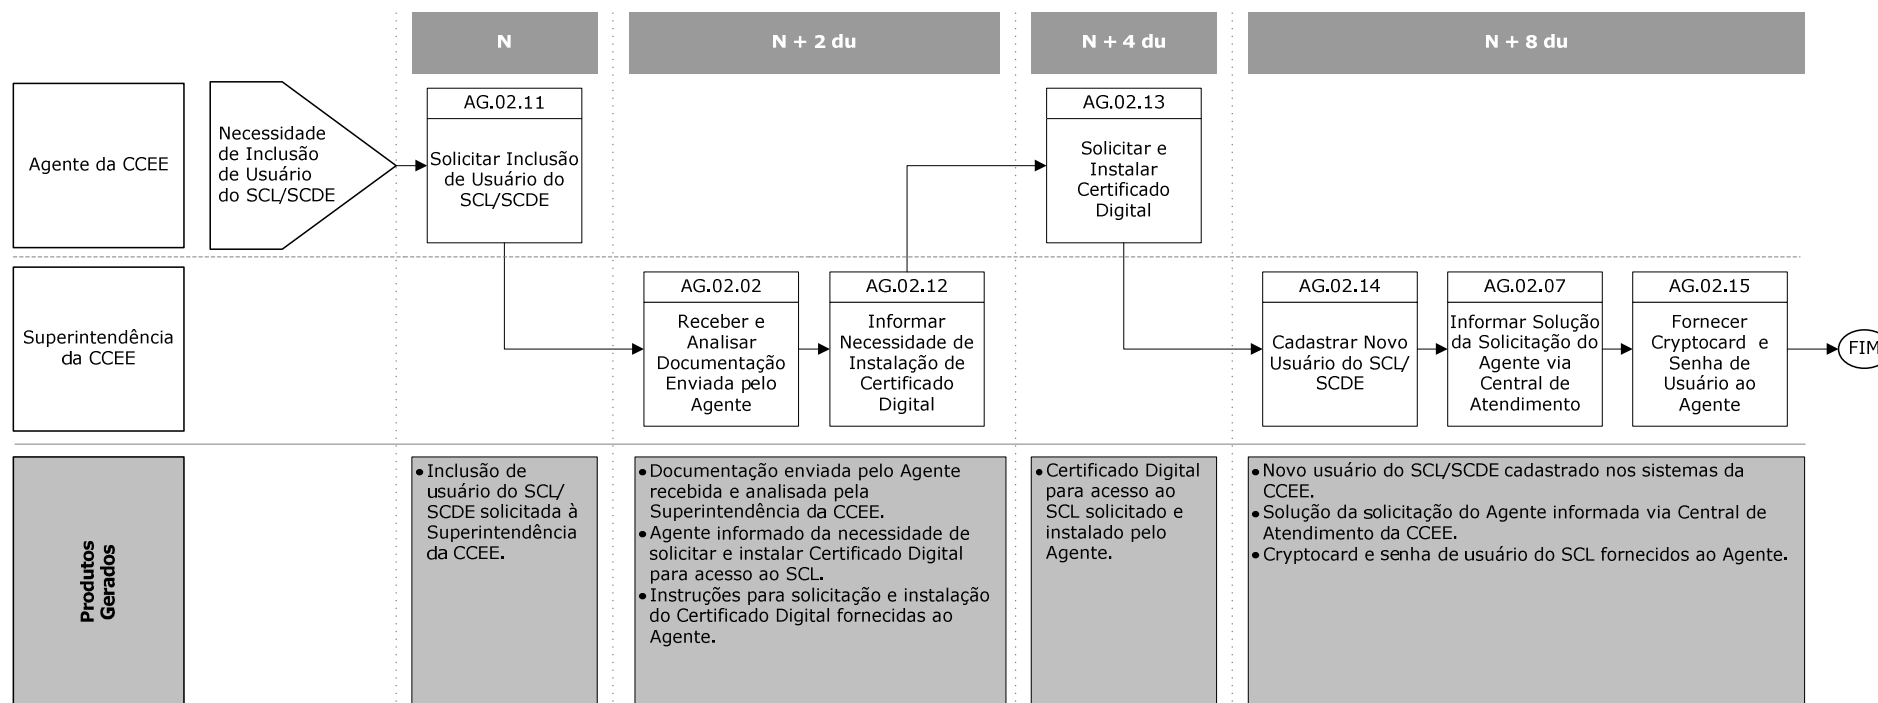 N
N + 2 du
N + 4 du
N + 8 du
Agente da CCEE
Necessidade
de Inclusão
de Usuário
do SCL/SCDE
AG.02.11
Solicitar Inclusão
de Usuário do
SCL/SCDE
AG.02.13
Solicitar e
Instalar
Certificado
Digital
Superintendência
da CCEE
AG.02.02
Receber e
Analisar
Documentação
Enviada pelo
Agente
AG.02.12
Informar
Necessidade de
Instalação de
Certificado
Digital
AG.02.14
Cadastrar Novo
Usuário do SCL/
SCDE
AG.02.07
Informar Solução
da Solicitação do
Agente via
Central de
Atendimento
AG.02.15
Fornecer
Cryptocard e
Senha de
Usuário ao
Agente
FIM
Produtos
Gerados
• Inclusão de
usuário do SCL/
SCDE solicitada à
Superintendência
da CCEE.
• Documentação enviada pelo Agente
recebida e analisada pela
Superintendência da CCEE.
• Agente informado da necessidade de
solicitar e instalar Certificado Digital
para acesso ao SCL.
• Instruções para solicitação e instalação
do Certificado Digital fornecidas ao
Agente.
• Certificado Digital
para acesso ao
SCL solicitado e
instalado pelo
Agente.
• Novo usuário do SCL/SCDE cadastrado nos sistemas da
CCEE.
• Solução da solicitação do Agente informada via Central de
Atendimento da CCEE.
• Cryptocard e senha de usuário do SCL fornecidos ao Agente.